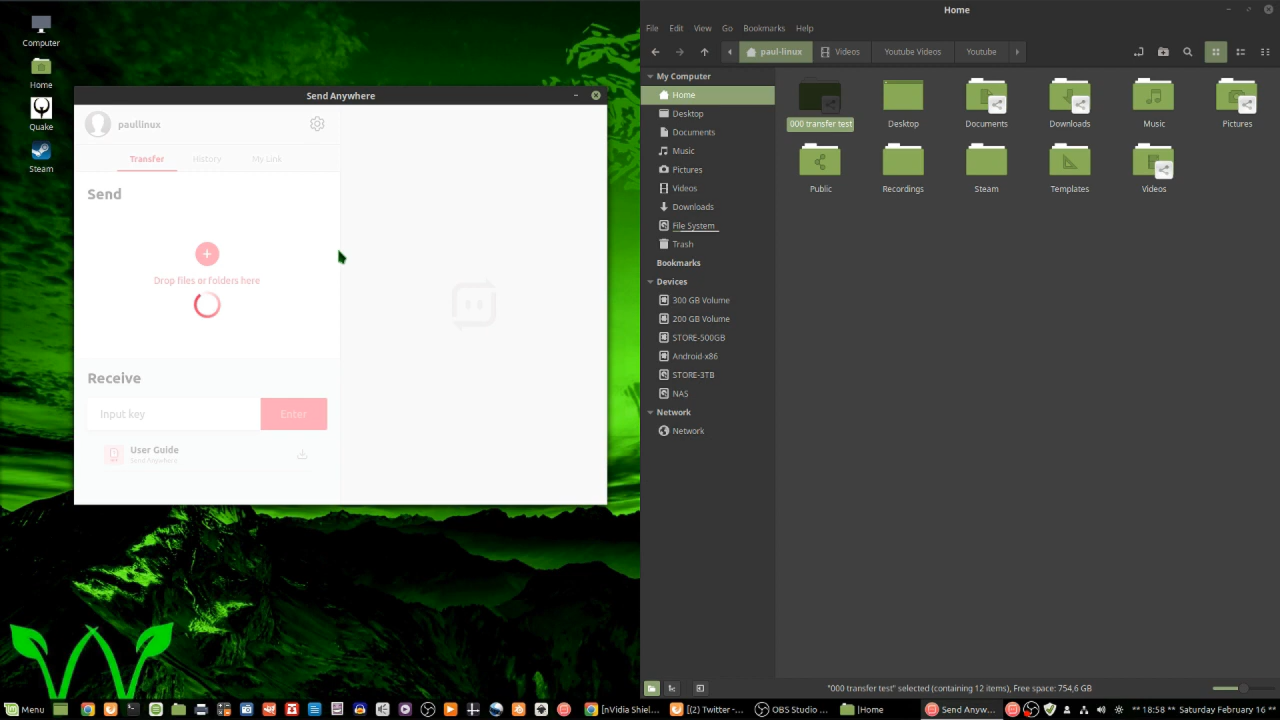 Computer
Home
Quake
Steam
Send Anywhere
paullinux
Transfer History My Link
Send
Drop files or folders here
Receive
Input key Enter
User Guide
Send Anywhere
Home
File Edit View Go Bookmarks Help
paul-linux Videos Youtube Videos Youtube
My Computer
Home
Desktop
Documents
Music
Pictures
Videos
Downloads
File System
Trash
Bookmarks
Devices
300 GB Volume
200 GB Volume
STORE-500GB
Android-x86
STORE-3TB
NAS
Network
Network
000 transfer test Desktop Documents Downloads Music Pictures
Public Recordings Steam Templates Videos
"000 transfer test" selected (containing 12 items), Free space: 754,6 GB
Menu [nVidia Shiel... [(2) Twitter -... [OBS Studio ... [Home Send Anyw... ** 18:58 ** Saturday February 16 **